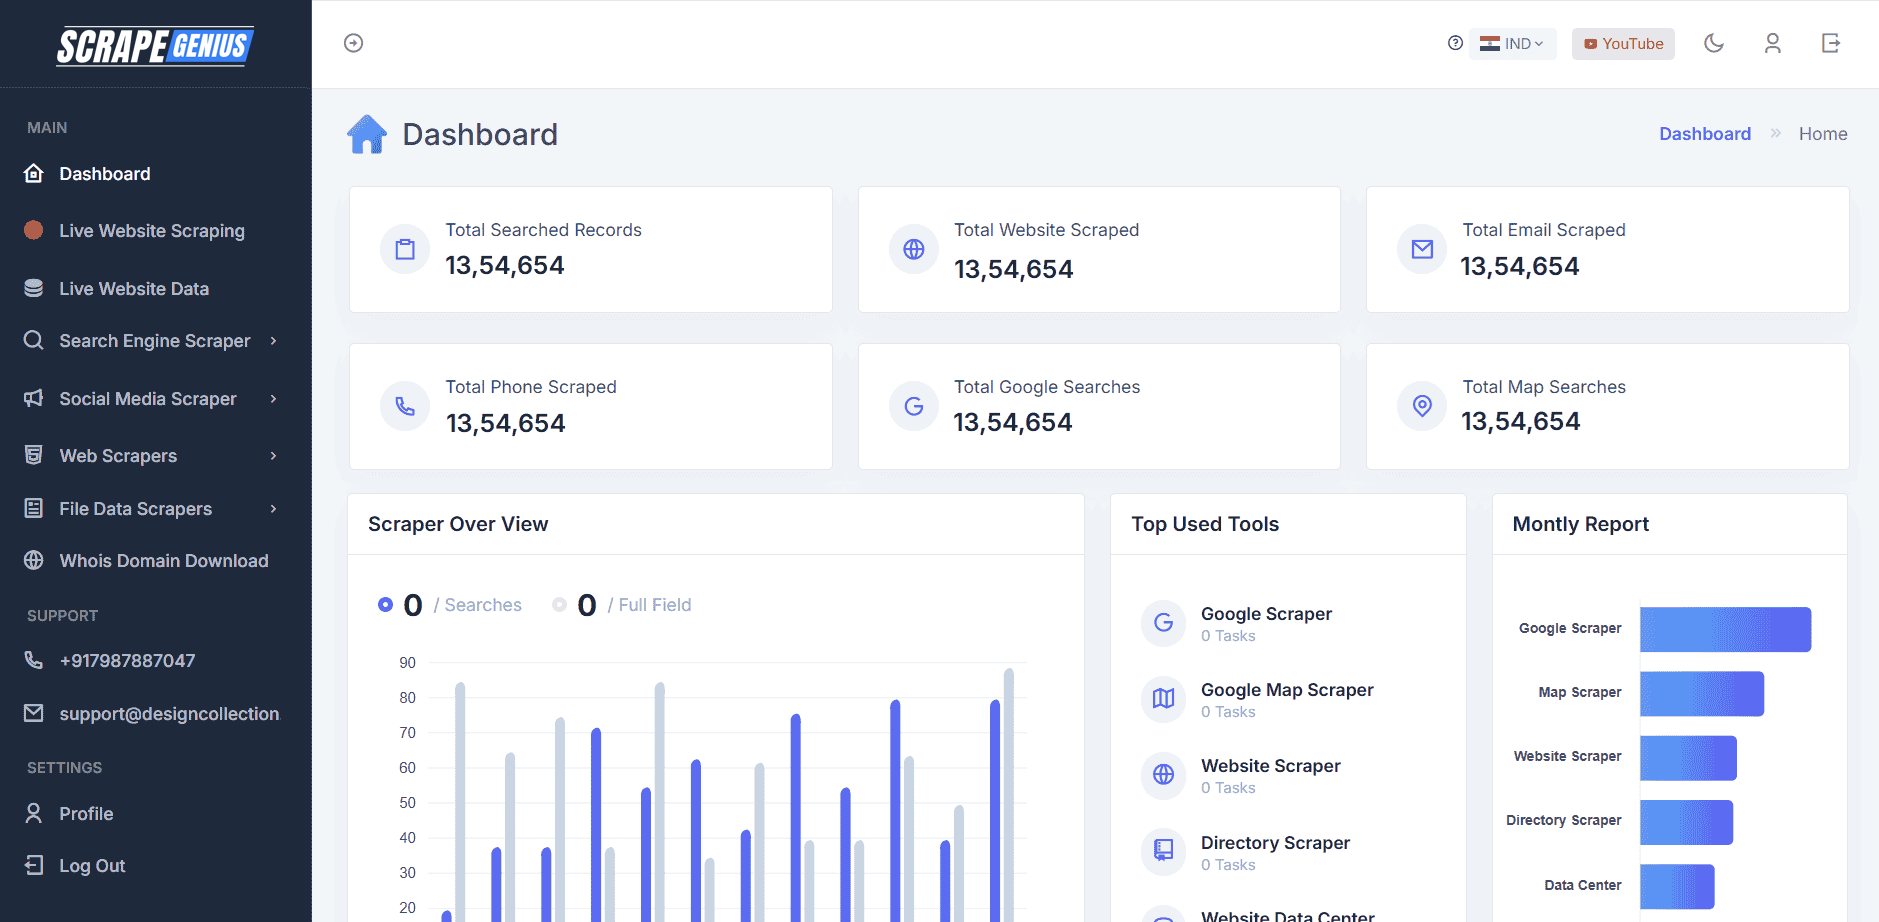 SCRAPE GENIUS
IND
YouTube
MAIN
Dashboard
Live Website Scraping
Live Website Data
Search Engine Scraper
Social Media Scraper
Web Scrapers
File Data Scrapers
Whois Domain Download
SUPPORT
+917987887047
support@designcollection.
SETTINGS
Profile
Log Out
Dashboard
Dashboard » Home
Total Searched Records
13,54,654
Total Website Scraped
13,54,654
Total Email Scraped
13,54,654
Total Phone Scraped
13,54,654
Total Google Searches
13,54,654
Total Map Searches
13,54,654
Scraper Over View
0 / Searches
0 / Full Field
90
80
70
60
50
40
30
20
Top Used Tools
Google Scraper
0 Tasks
Google Map Scraper
0 Tasks
Website Scraper
0 Tasks
Directory Scraper
0 Tasks
Website Data Center
Montly Report
Google Scraper
Map Scraper
Website Scraper
Directory Scraper
Data Center